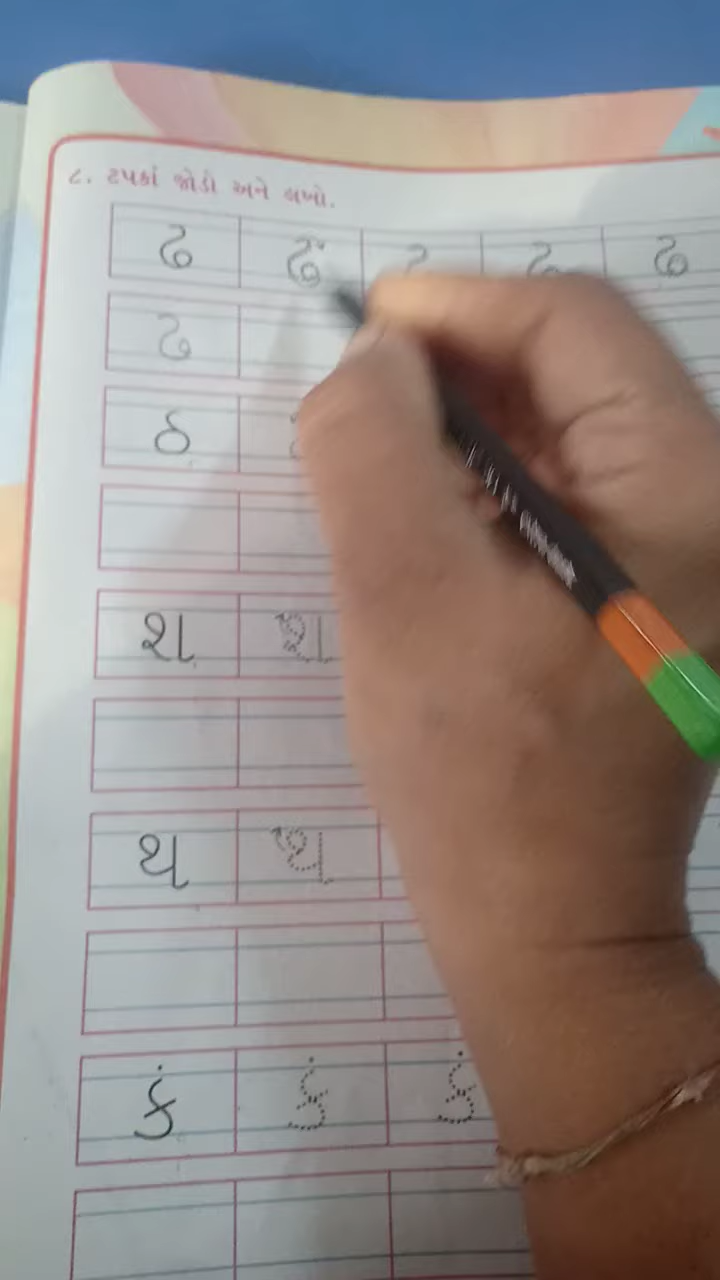 ૮. ટપકાં જોડો અને લખો.
ઢ ઢ ઢ
ઢ
ઠ
શ શ
થ થ
કં કં કં